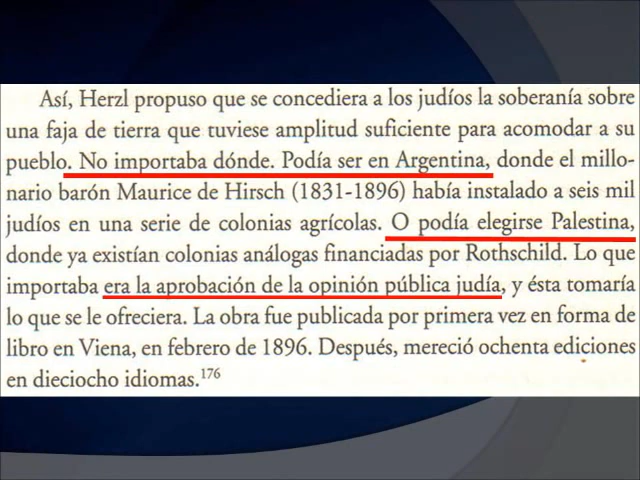 Así, Herzl propuso que se concediera a los judíos la soberanía sobre
una faja de tierra que tuviese amplitud suficiente para acomodar a su
pueblo. No importaba dónde. Podía ser en Argentina, donde el millo-
nario barón Maurice de Hirsch (1831-1896) había instalado a seis mil
judíos en una serie de colonias agrícolas. O podía elegirse Palestina,
donde ya existían colonias análogas financiadas por Rothschild. Lo que
importaba era la aprobación de la opinión pública judía, y ésta tomaría
lo que se le ofreciera. La obra fue publicada por primera vez en forma de
libro en Viena, en febrero de 1896. Después, mereció ochenta ediciones
en dieciocho idiomas.176